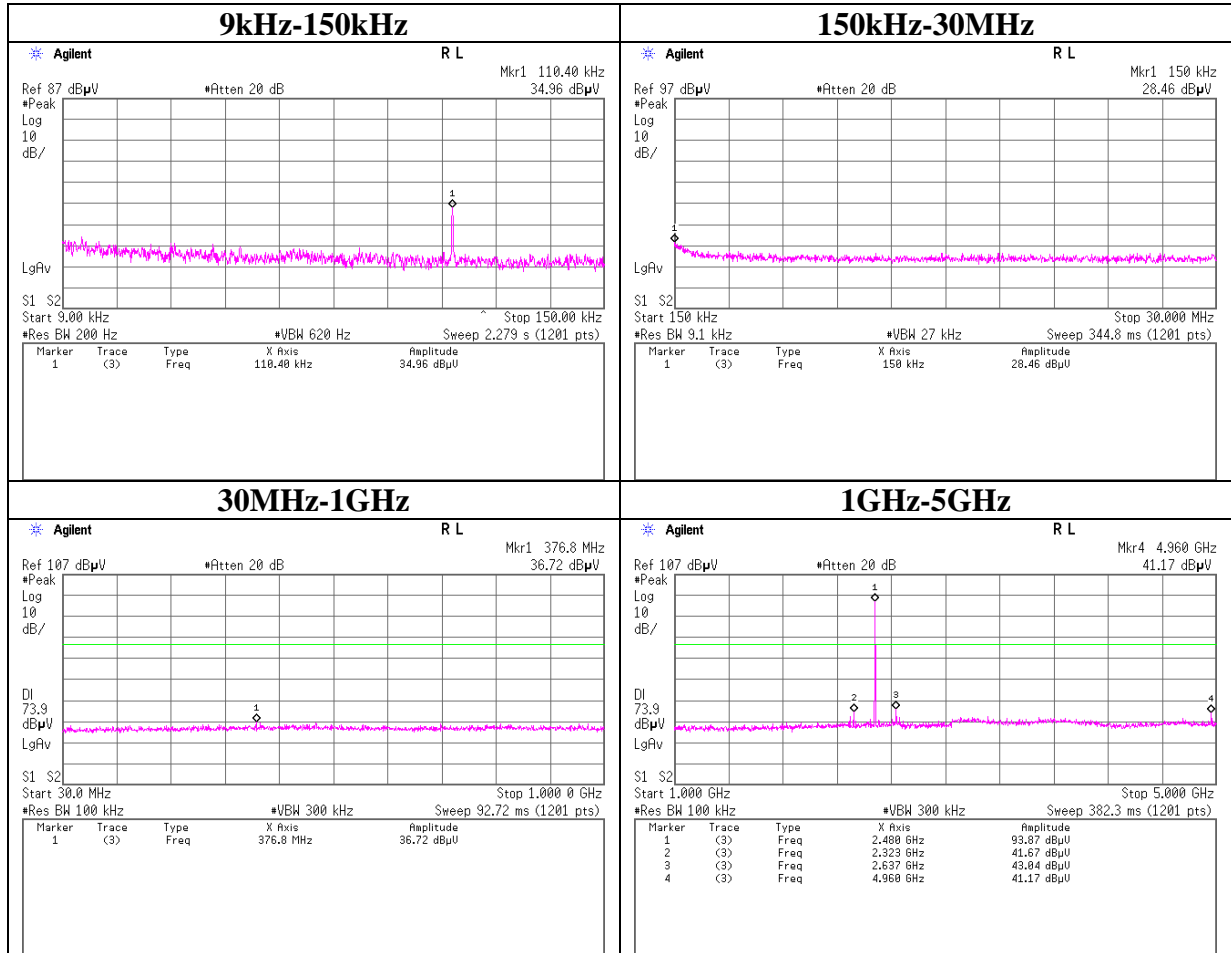 9kHz-150kHz
Agilent R L
Mkr1 110.40 kHz
Ref 87 dBµV #Atten 20 dB 34.96 dBµV
#Peak
Log
10
dB/
1
LgAv
S1 S2
Start 9.00 kHz ^ Stop 150.00 kHz
#Res BW 200 Hz #VBW 620 Hz Sweep 2.279 s (1201 pts)
Marker Trace Type X Axis Amplitude
1 (3) Freq 110.40 kHz 34.96 dBµV
150kHz-30MHz
Agilent R L
Mkr1 150 kHz
Ref 97 dBµV #Atten 20 dB 28.46 dBµV
#Peak
Log
10
dB/
1
LgAv
S1 S2
Start 150 kHz Stop 30.000 MHz
#Res BW 9.1 kHz #VBW 27 kHz Sweep 344.8 ms (1201 pts)
Marker Trace Type X Axis Amplitude
1 (3) Freq 150 kHz 28.46 dBµV
30MHz-1GHz
Agilent R L
Mkr1 376.8 MHz
Ref 107 dBµV #Atten 20 dB 36.72 dBµV
#Peak
Log
10
dB/
1
DI
73.9
dBµV
LgAv
S1 S2
Start 30.0 MHz Stop 1.000 0 GHz
#Res BW 100 kHz #VBW 300 kHz Sweep 92.72 ms (1201 pts)
Marker Trace Type X Axis Amplitude
1 (3) Freq 376.8 MHz 36.72 dBµV
1GHz-5GHz
Agilent R L
Mkr4 4.960 GHz
Ref 107 dBµV #Atten 20 dB 41.17 dBµV
#Peak
Log
10
dB/
1
2 3 4
DI
73.9
dBµV
LgAv
S1 S2
Start 1.000 GHz Stop 5.000 GHz
#Res BW 100 kHz #VBW 300 kHz Sweep 382.3 ms (1201 pts)
Marker Trace Type X Axis Amplitude
1 (3) Freq 2.480 GHz 93.87 dBµV
2 (3) Freq 2.323 GHz 41.67 dBµV
3 (3) Freq 2.637 GHz 43.04 dBµV
4 (3) Freq 4.960 GHz 41.17 dBµV